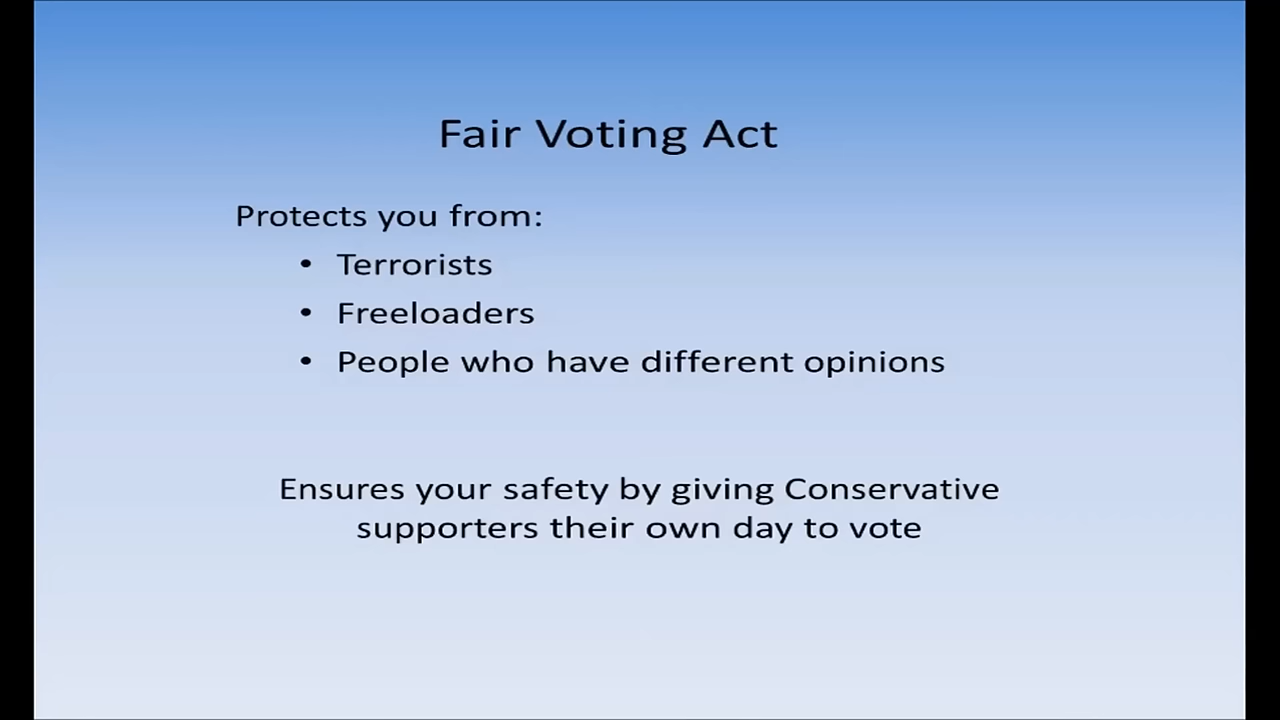 Fair Voting Act
Protects you from:
• Terrorists
• Freeloaders
• People who have different opinions
Ensures your safety by giving Conservative
supporters their own day to vote